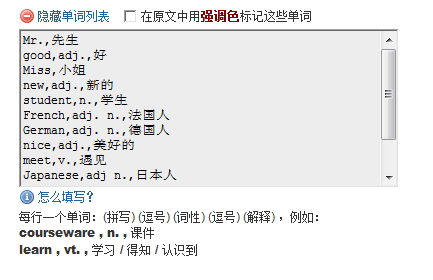 隐藏单词列表 在原文中用强调色标记这些单词
Mr.,先生
good,adj.,好
Miss,小姐
new,adj.,新的
student,n.,学生
French,adj. n.,法国人
German,adj. n.,德国人
nice,adj.,美好的
meet,v.,遇见
Japanese,adj n.,日本人
怎么填写?
每行一个单词: (拼写) (逗号) (词性) (逗号) (解释) , 例如:
courseware , n. , 课件
learn , vt. , 学习 / 得知 / 认识到